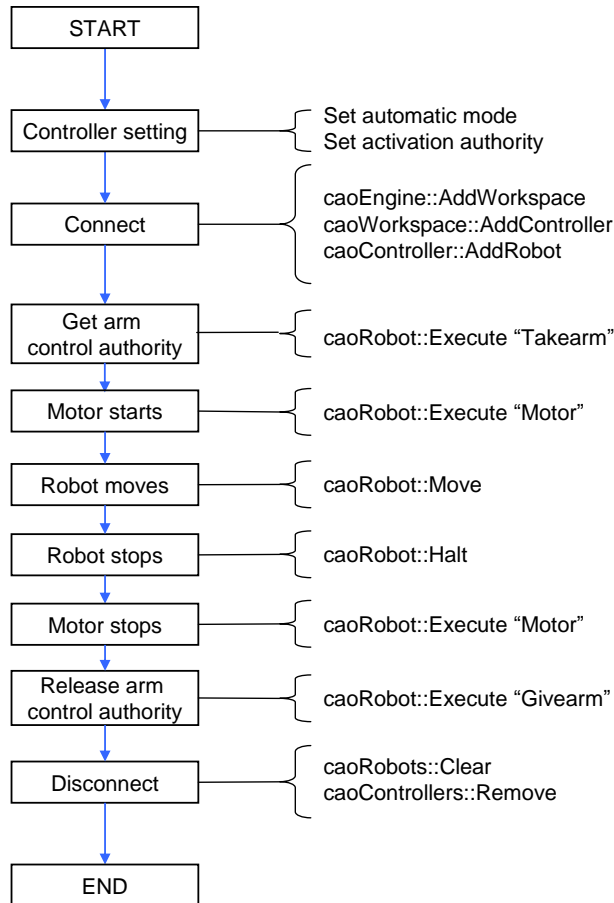 START
Controller setting
Set automatic mode
Set activation authority
Connect
caoEngine::AddWorkspace
caoWorkspace::AddController
caoController::AddRobot
Get arm
control authority
caoRobot::Execute “Takearm”
Motor starts
caoRobot::Execute “Motor”
Robot moves
caoRobot::Move
Robot stops
caoRobot::Halt
Motor stops
caoRobot::Execute “Motor”
Release arm
control authority
caoRobot::Execute “Givearm”
Disconnect
caoRobots::Clear
caoControllers::Remove
END